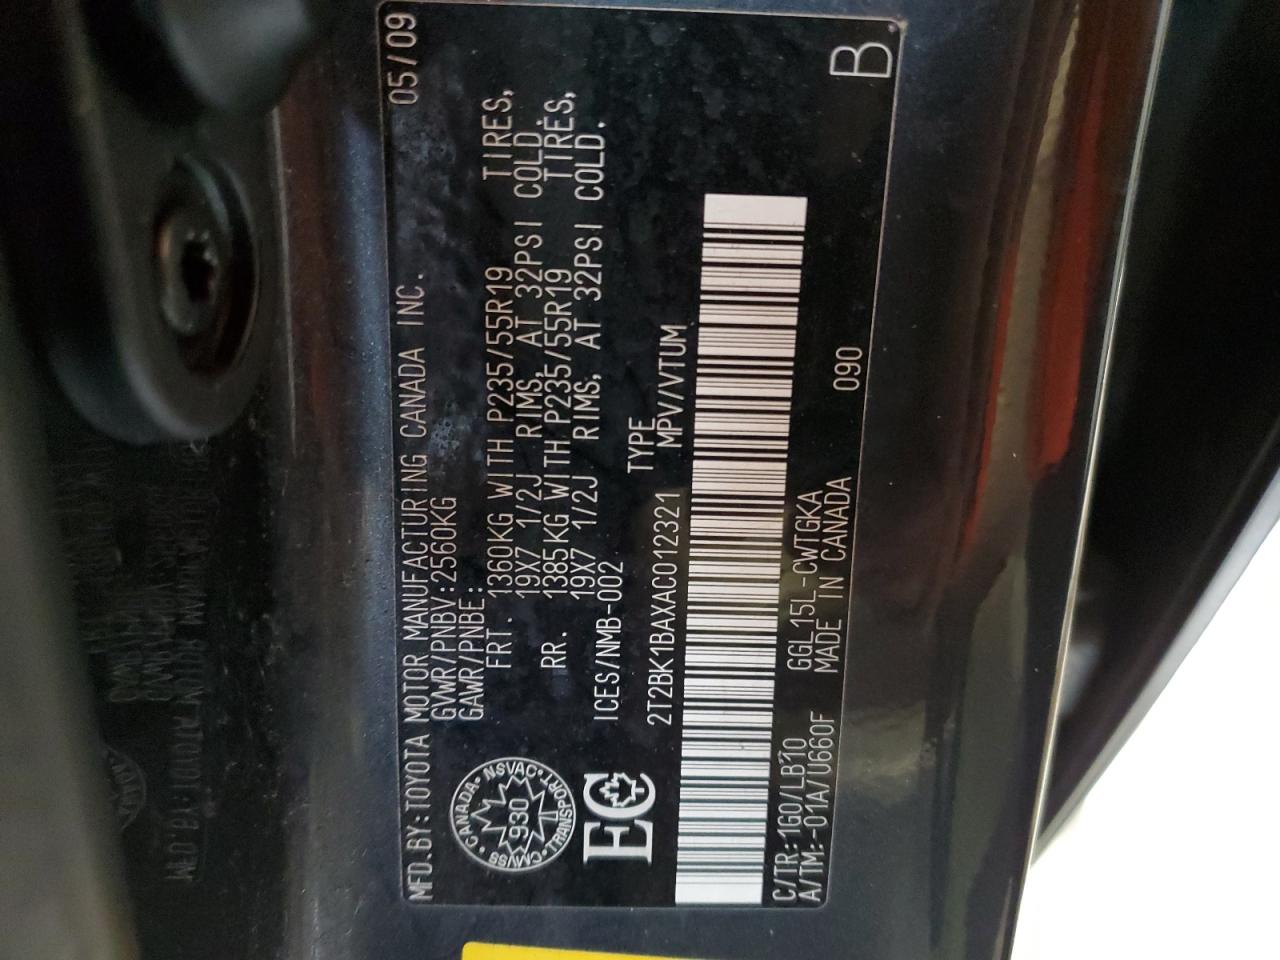 MFD.BY:TOYOTA MOTOR MANUFACTURING CANADA INC. 05/09
GVWR/PNBV:2560KG
GAWR/PNBE:
FRT. 1360KG WITH P235/55R19 TIRES,
19X7 1/2J RIMS, AT 32PSI COLD.
RR. 1385KG WITH P235/55R19 TIRES,
19X7 1/2J RIMS, AT 32PSI COLD.
ICES/NMB-002
CANADA · NSVAC · TRANSPORT · CMVSS
930
EC
2T2BK1BAXAC012321 TYPE MPV/VTUM
C/TR:1G0/LB10 GGL15L-CWTGKA 090 B
A/TM:-01A/U660F MADE IN CANADA